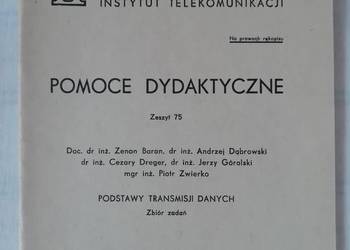 INSTYTUT TELEKOMUNIKACJI
Na prawach rękopisu
POMOCE DYDAKTYCZNE
Zeszyt 75
Doc. dr inż. Zenon Baran, dr inż. Andrzej Dąbrowski
dr inż. Cezary Dreger, dr inż. Jerzy Góralski
mgr inż. Piotr Zwierko
PODSTAWY TRANSMISJI DANYCH
Zbiór zadań